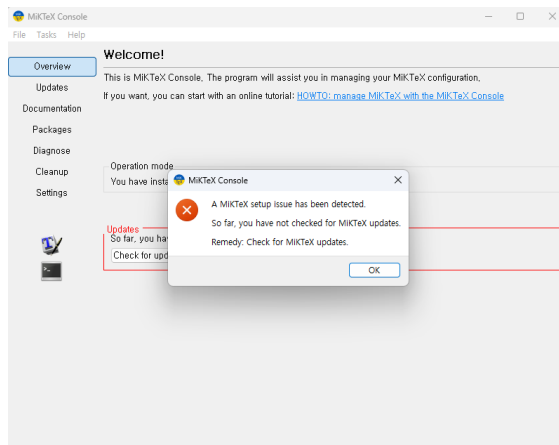 MiKTeX Console
File Tasks Help
Overview
Updates
Documentation
Packages
Diagnose
Cleanup
Settings
Welcome!
This is MiKTeX Console. The program will assist you in managing your MiKTeX configuration.
If you want, you can start with an online tutorial: HOWTO: manage MiKTeX with the MiKTeX Console
Operation mode
You have insta
Updates
So far, you ha
Check for upd
MiKTeX Console
A MiKTeX setup issue has been detected.
So far, you have not checked for MiKTeX updates.
Remedy: Check for MiKTeX updates.
OK